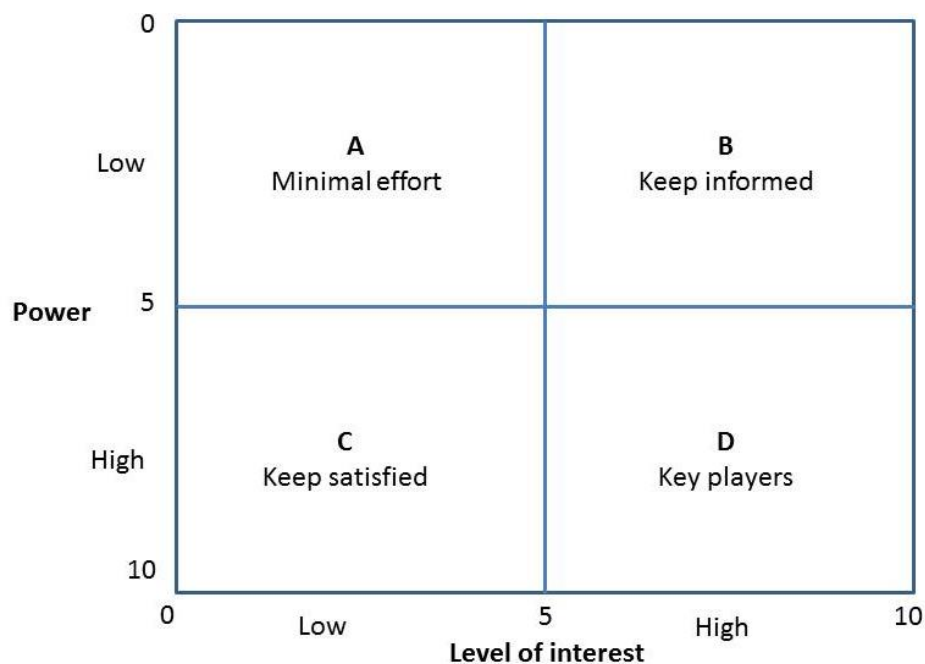 0
A
B
Low
Minimal effort
Keep informed
Power
5
C
D
High
Keep satisfied
Key players
10
0
Low
5
High
10
Level of interest